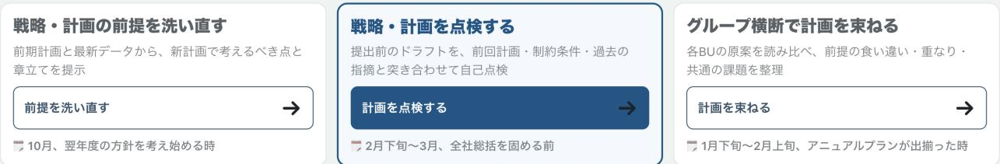 戦略・計画の前提を洗い直す
前期計画と最新データから、新計画で考えるべき点と
章立てを提示
前提を洗い直す
10月、翌年度の方針を考え始める時
戦略・計画を点検する
提出前のドラフトを、前回計画・制約条件・過去の
指摘と突き合わせて自己点検
計画を点検する
2月下旬〜3月、全社総括を固める前
グループ横断で計画を束ねる
各BUの原案を読み比べ、前提の食い違い・重なり・
共通の課題を整理
計画を束ねる
1月下旬〜2月上旬、アニュアルプランが出揃った時